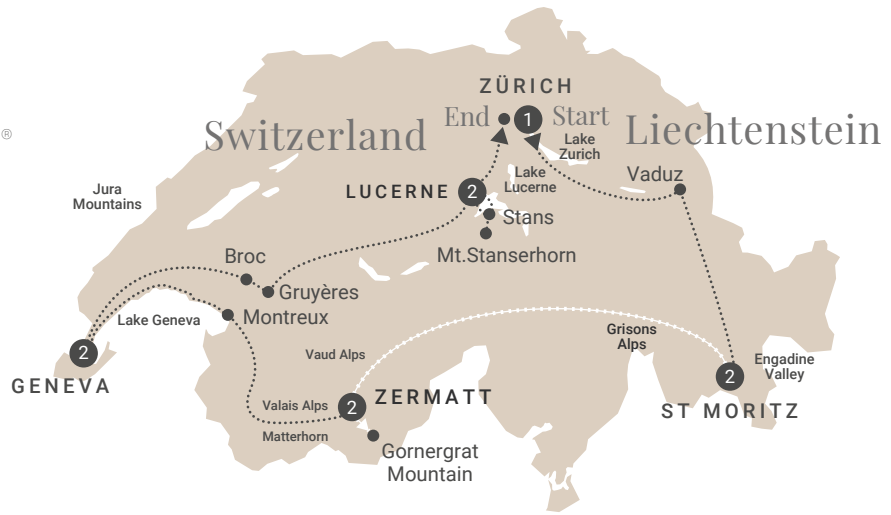 ZÜRICH
End
1
Start
®
Switzerland
Liechtenstein
Lake
Zurich
Vaduz
Lake
Lucerne
LUCERNE
2
Jura
Mountains
Stans
Mt.Stanserhorn
Broc
Gruyères
Lake Geneva
Montreux
2
GENEVA
Vaud Alps
Grisons
Alps
Engadine
Valley
2
ST MORITZ
Valais Alps
2
ZERMATT
Matterhorn
Gornergrat
Mountain